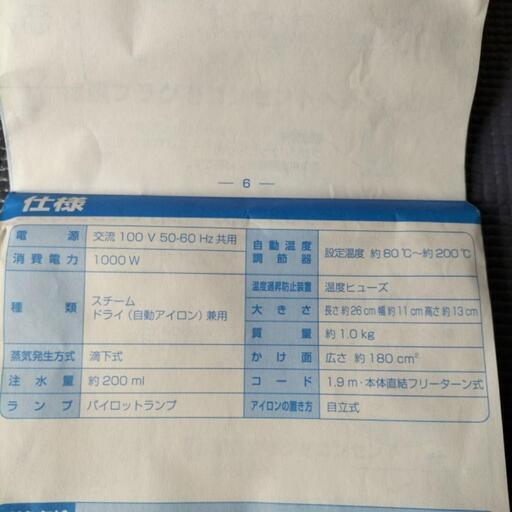 — 6 —
仕様
電源 交流 100 V 50-60 Hz 共用
消費電力 1000 W
種類 スチーム
ドライ（自動アイロン）兼用
蒸気発生方式 滴下式
注水量 約 200 ml
ランプ パイロットランプ
自動温度
調節器 設定温度 約 80 ℃～約 200 ℃
温度過昇防止装置 温度ヒューズ
大きさ 長さ約 26 cm 幅約 11 cm 高さ約 13 cm
質量 約 1.0 kg
かけ面 広さ 約 180 cm²
コード 1.9 m・本体直結フリーターン式
アイロンの置き方 自立式